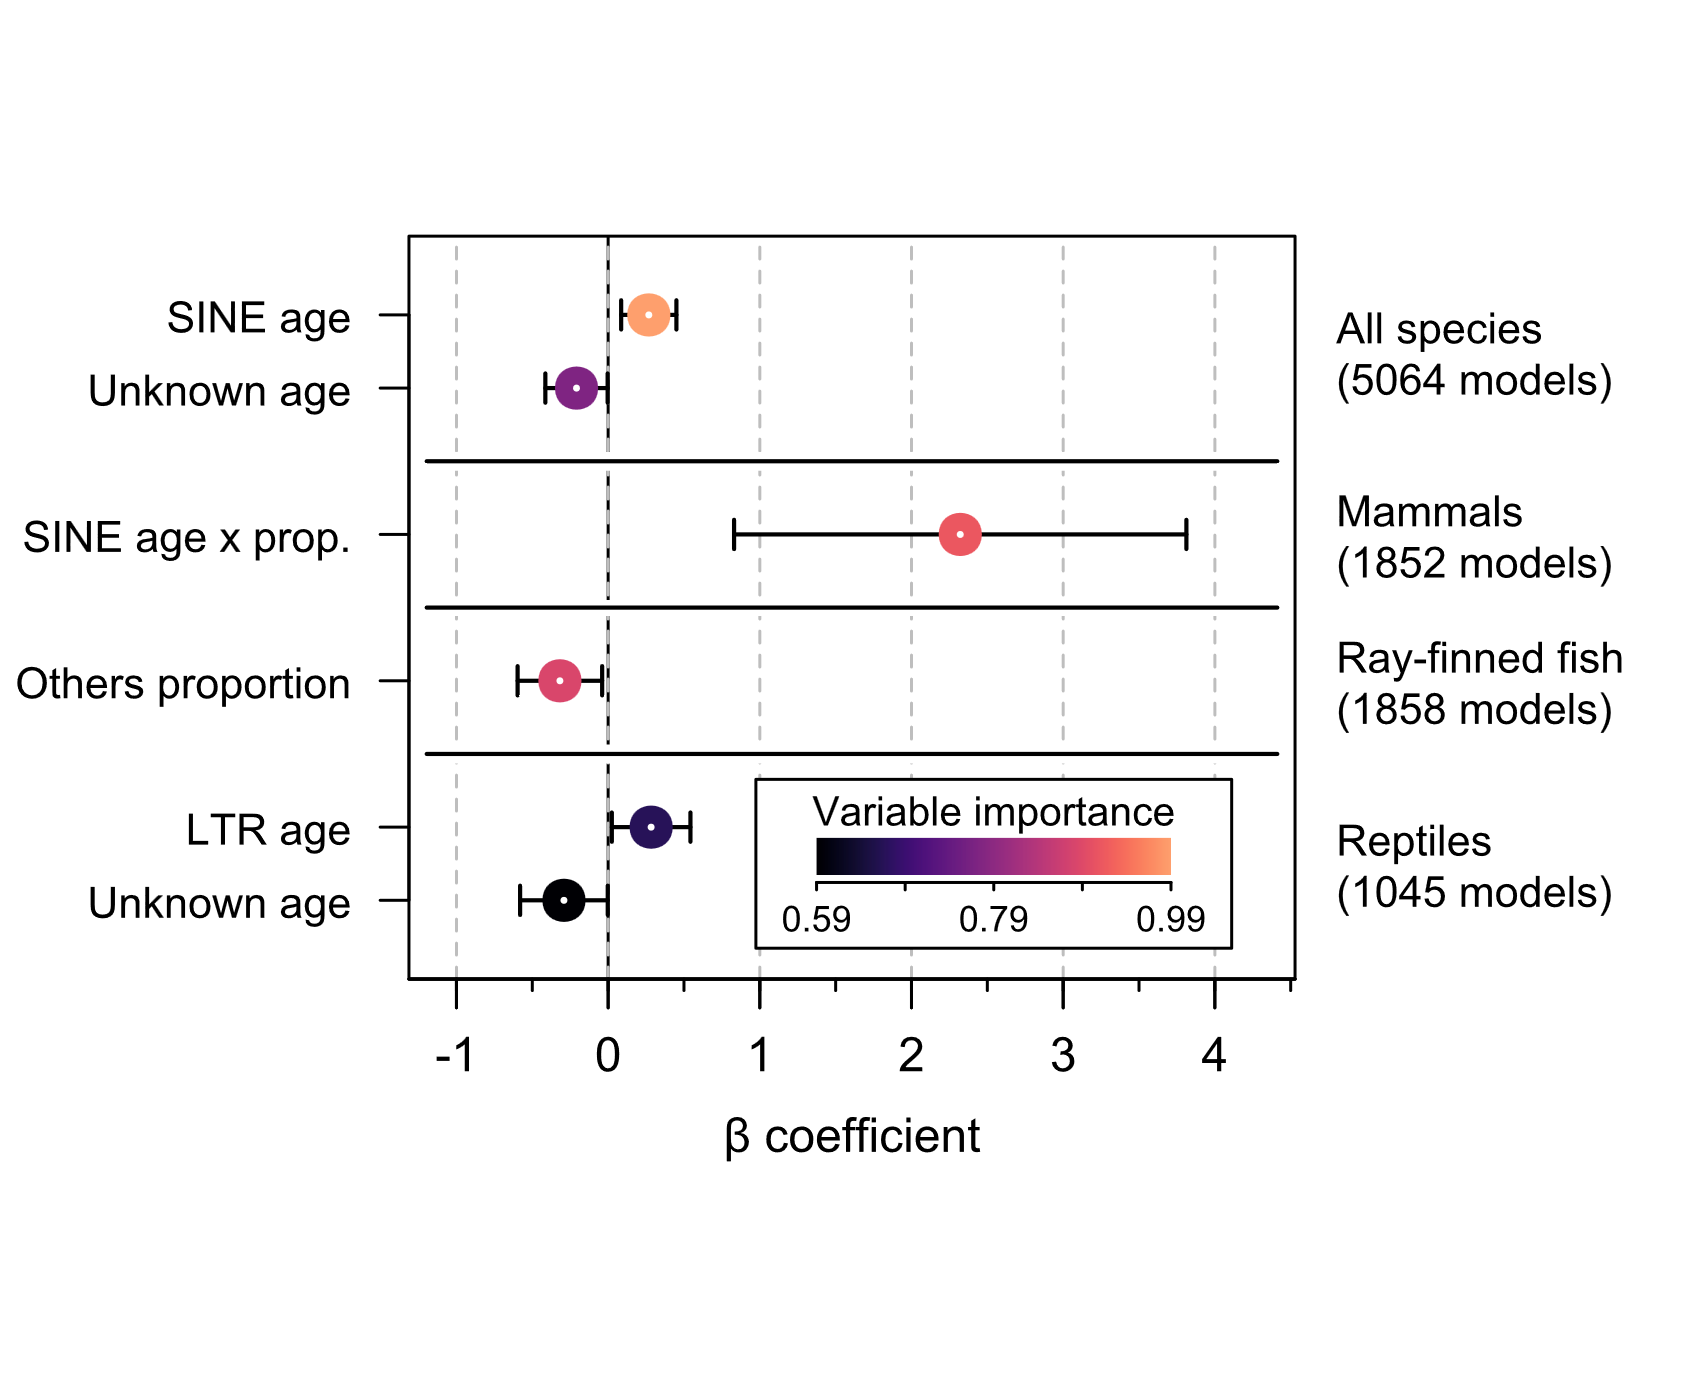 SINE age
Unknown age
All species
(5064 models)
SINE age x prop.
Mammals
(1852 models)
Others proportion
Ray-finned fish
(1858 models)
LTR age
Unknown age
Reptiles
(1045 models)
Variable importance
0.59 0.79 0.99
-1 0 1 2 3 4
β coefficient